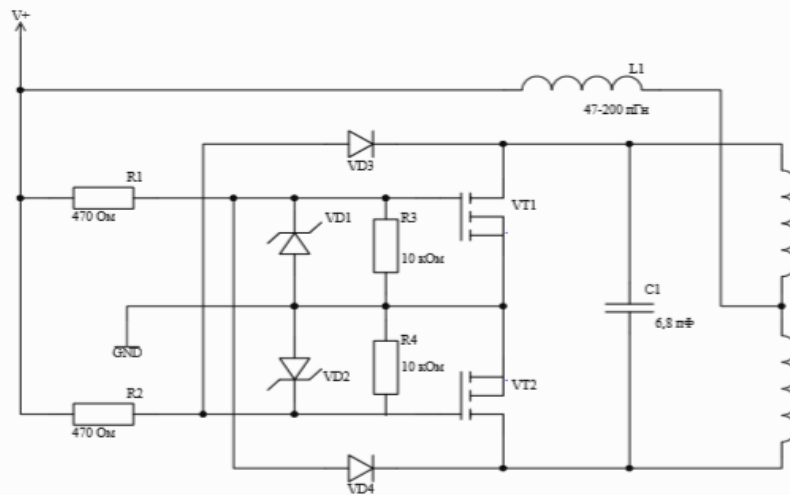 V+
L1
47-200 пГн
VD3
R1
470 Ом
VD1
R3
10 кОм
VT1
C1
6,8 пФ
GND
R4
10 кОм
VD2
VT2
R2
470 Ом
VD4